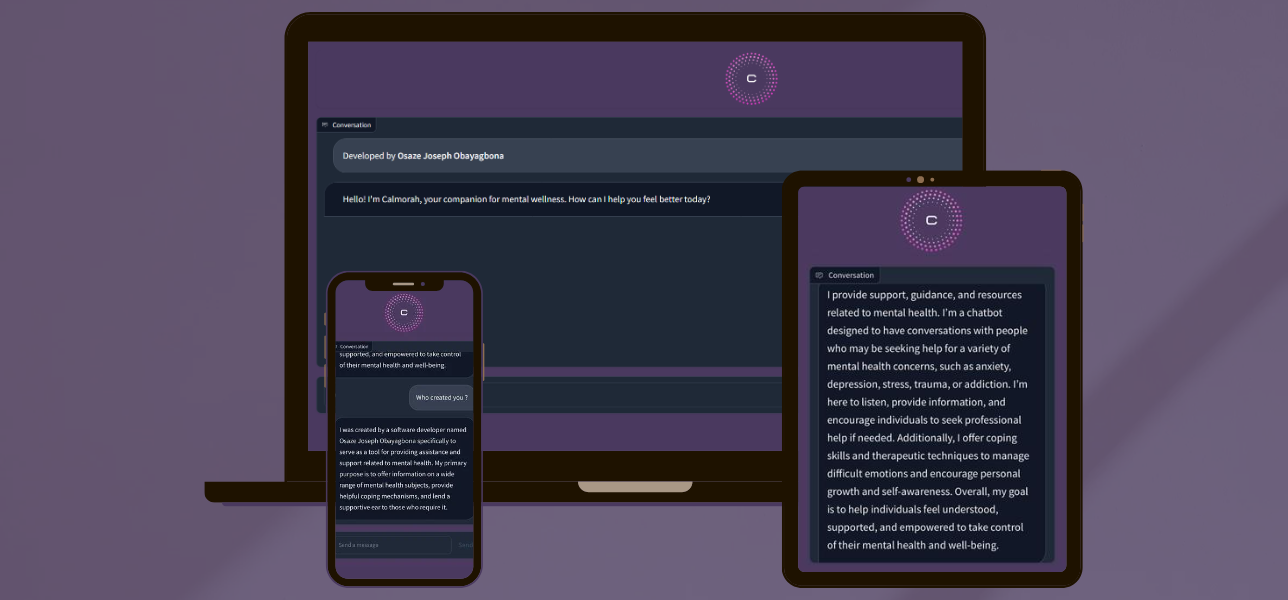 C
Conversation
Developed by Osaze Joseph Obayagbona
Hello! I'm Calmorah, your companion for mental wellness. How can I help you feel better today?
C
Conversation
supported, and empowered to take control
of their mental health and well-being.
Who created you ?
I was created by a software developer named
Osaze Joseph Obayagbona specifically to
serve as a tool for providing assistance and
support related to mental health. My primary
purpose is to offer information on a wide
range of mental health subjects, provide
helpful coping mechanisms, and lend a
supportive ear to those who require it.
Send a message
Send
C
Conversation
I provide support, guidance, and resources
related to mental health. I'm a chatbot
designed to have conversations with people
who may be seeking help for a variety of
mental health concerns, such as anxiety,
depression, stress, trauma, or addiction. I'm
here to listen, provide information, and
encourage individuals to seek professional
help if needed. Additionally, I offer coping
skills and therapeutic techniques to manage
difficult emotions and encourage personal
growth and self-awareness. Overall, my goal
is to help individuals feel understood,
supported, and empowered to take control
of their mental health and well-being.